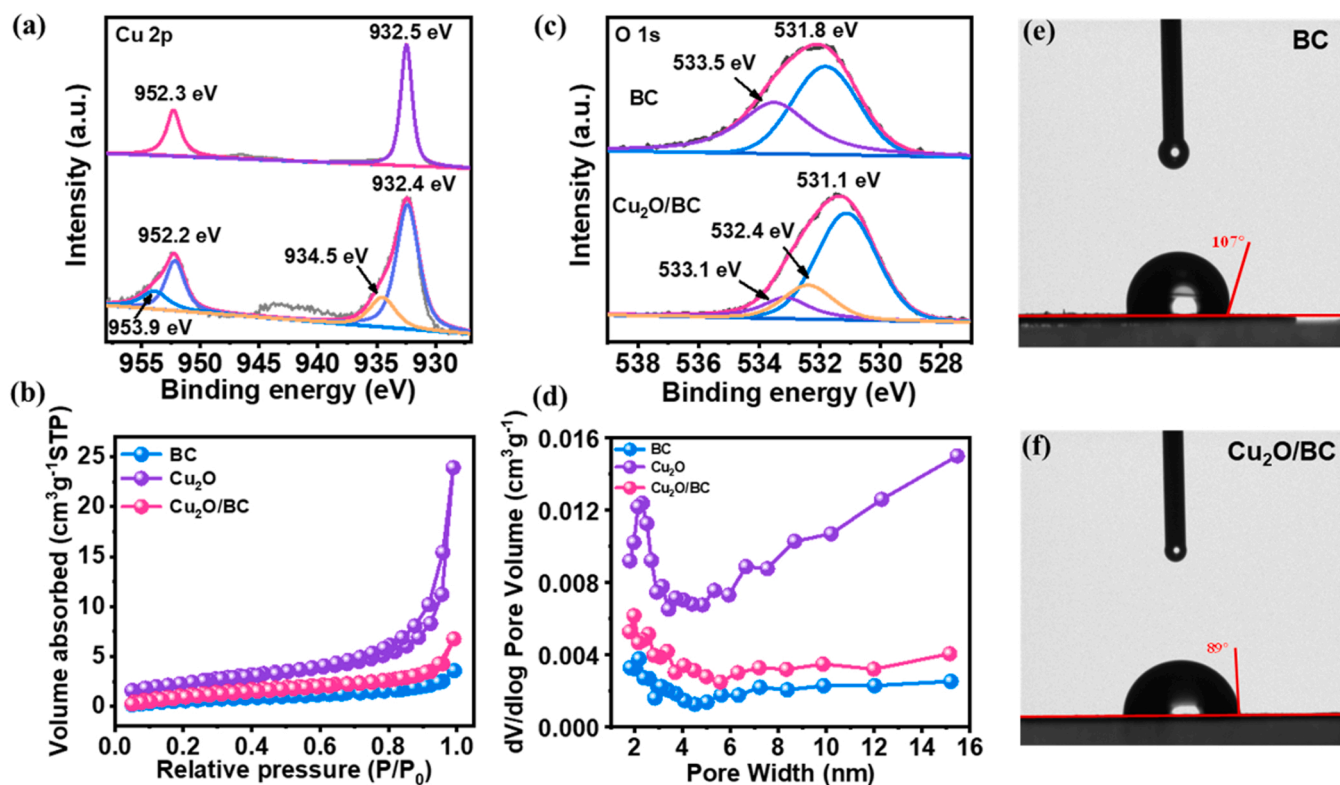 (a)
Cu 2p
932.5 eV
952.3 eV
932.4 eV
952.2 eV
934.5 eV
953.9 eV
Intensity (a.u.)
955 950 945 940 935 930
Binding energy (eV)
(c)
O 1s
531.8 eV
533.5 eV
BC
531.1 eV
Cu₂O/BC
532.4 eV
533.1 eV
Intensity (a.u.)
539 538 536 535 533 532 531 529 528
Binding energy (eV)
(e)
BC
107°
(b)
BC
Cu₂O
Cu₂O/BC
Volume absorbed (cm³g⁻¹STP)
25
20
15
10
5
0
0.0 0.2 0.4 0.6 0.8 1.0
Relative pressure (P/P₀)
(d)
BC
Cu₂O
Cu₂O/BC
dV/dlog Pore Volume (cm³g⁻¹)
0.016
0.012
0.008
0.004
0.000
2 4 6 8 10 12 14 16
Pore Width (nm)
(f)
Cu₂O/BC
89°